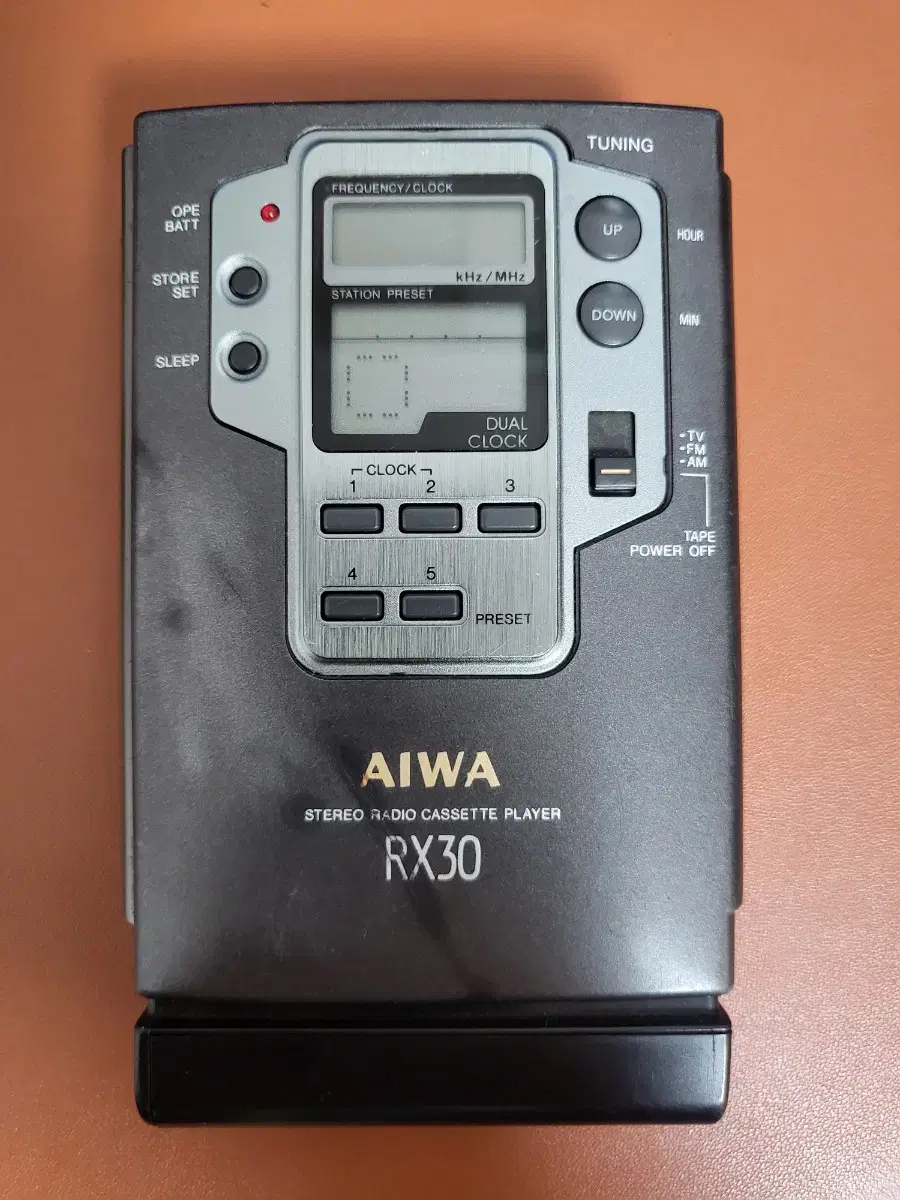 TUNING
FREQUENCY/CLOCK
OPE
BATT
UP
HOUR
STORE
SET
kHz/MHz
STATION PRESET
DOWN
MIN
SLEEP
DUAL
CLOCK
-TV
-FM
-AM
CLOCK
1 2 3
TAPE
POWER OFF
4 5
PRESET
AIWA
STEREO RADIO CASSETTE PLAYER
RX30